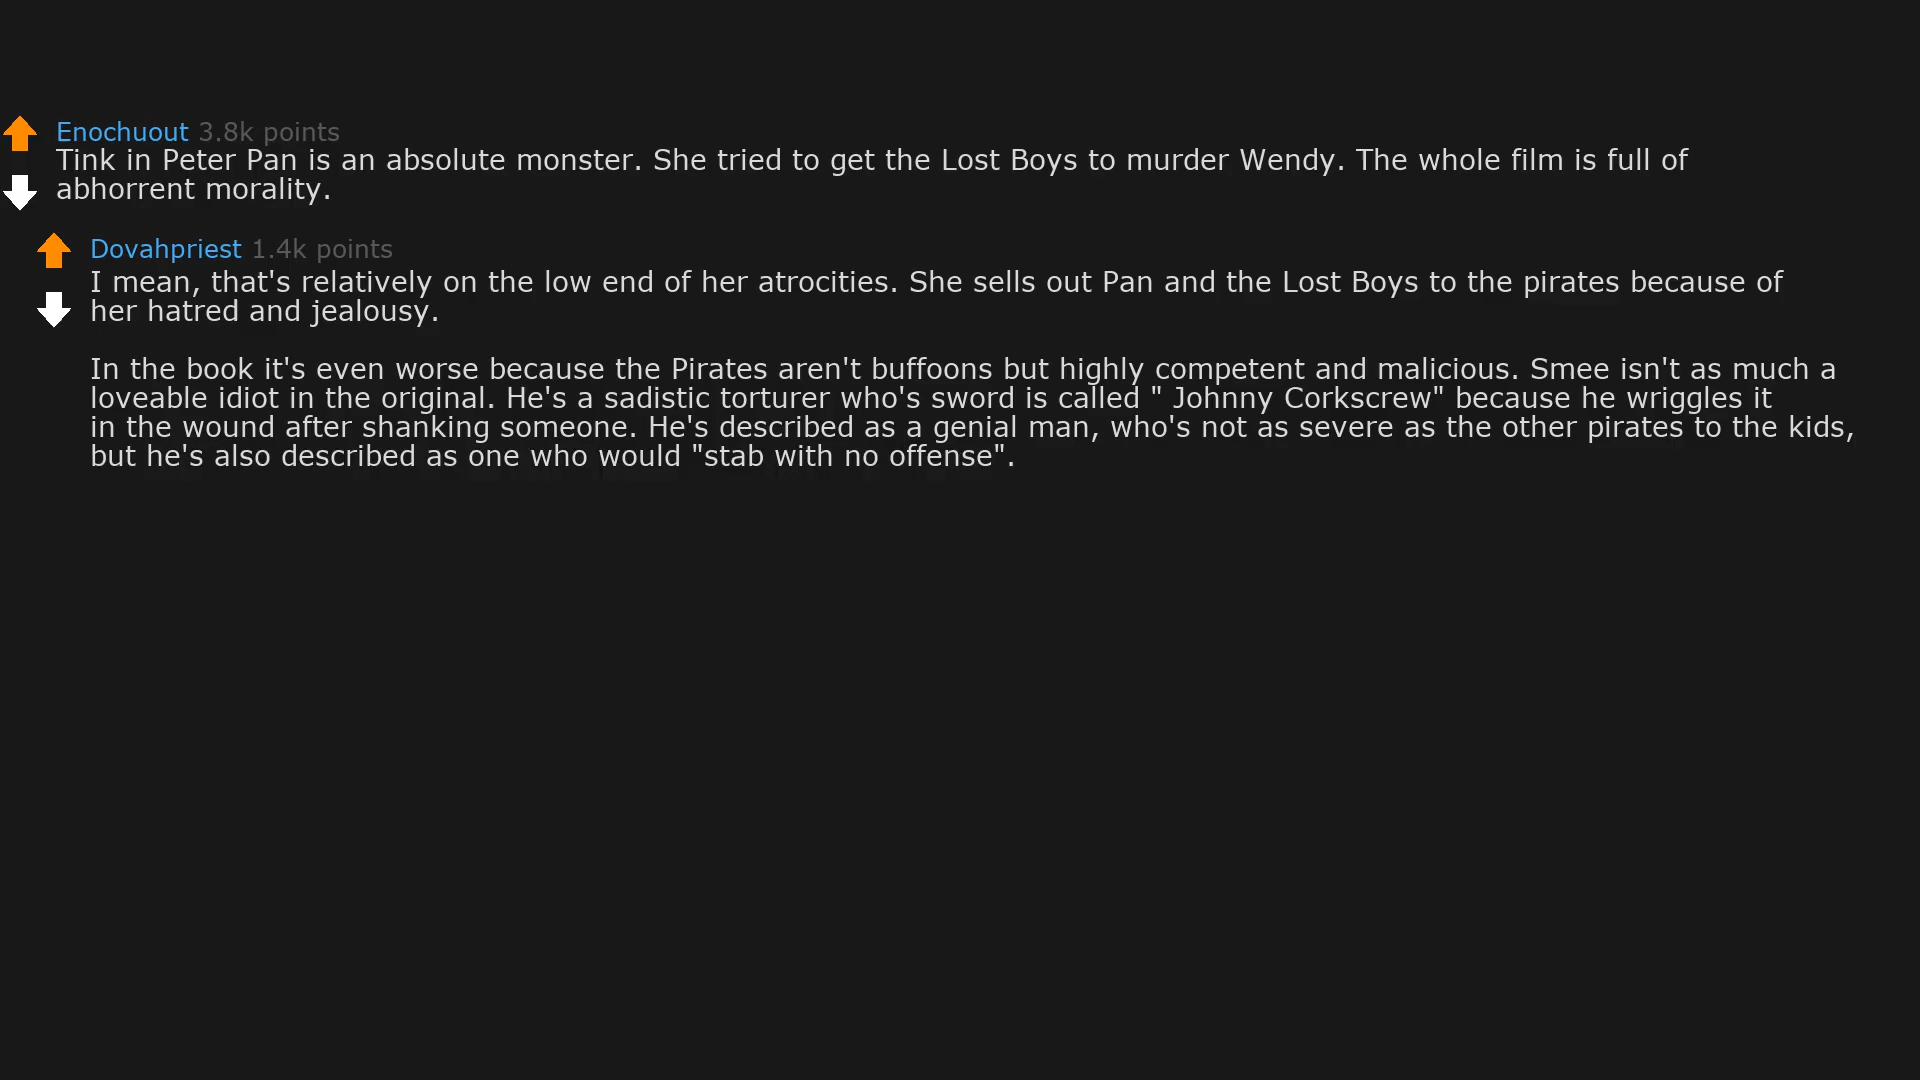 Enochuout 3.8k points
Tink in Peter Pan is an absolute monster. She tried to get the Lost Boys to murder Wendy. The whole film is full of
abhorrent morality.
Dovahpriest 1.4k points
I mean, that's relatively on the low end of her atrocities. She sells out Pan and the Lost Boys to the pirates because of
her hatred and jealousy.
In the book it's even worse because the Pirates aren't buffoons but highly competent and malicious. Smee isn't as much a
loveable idiot in the original. He's a sadistic torturer who's sword is called " Johnny Corkscrew" because he wriggles it
in the wound after shanking someone. He's described as a genial man, who's not as severe as the other pirates to the kids,
but he's also described as one who would "stab with no offense".